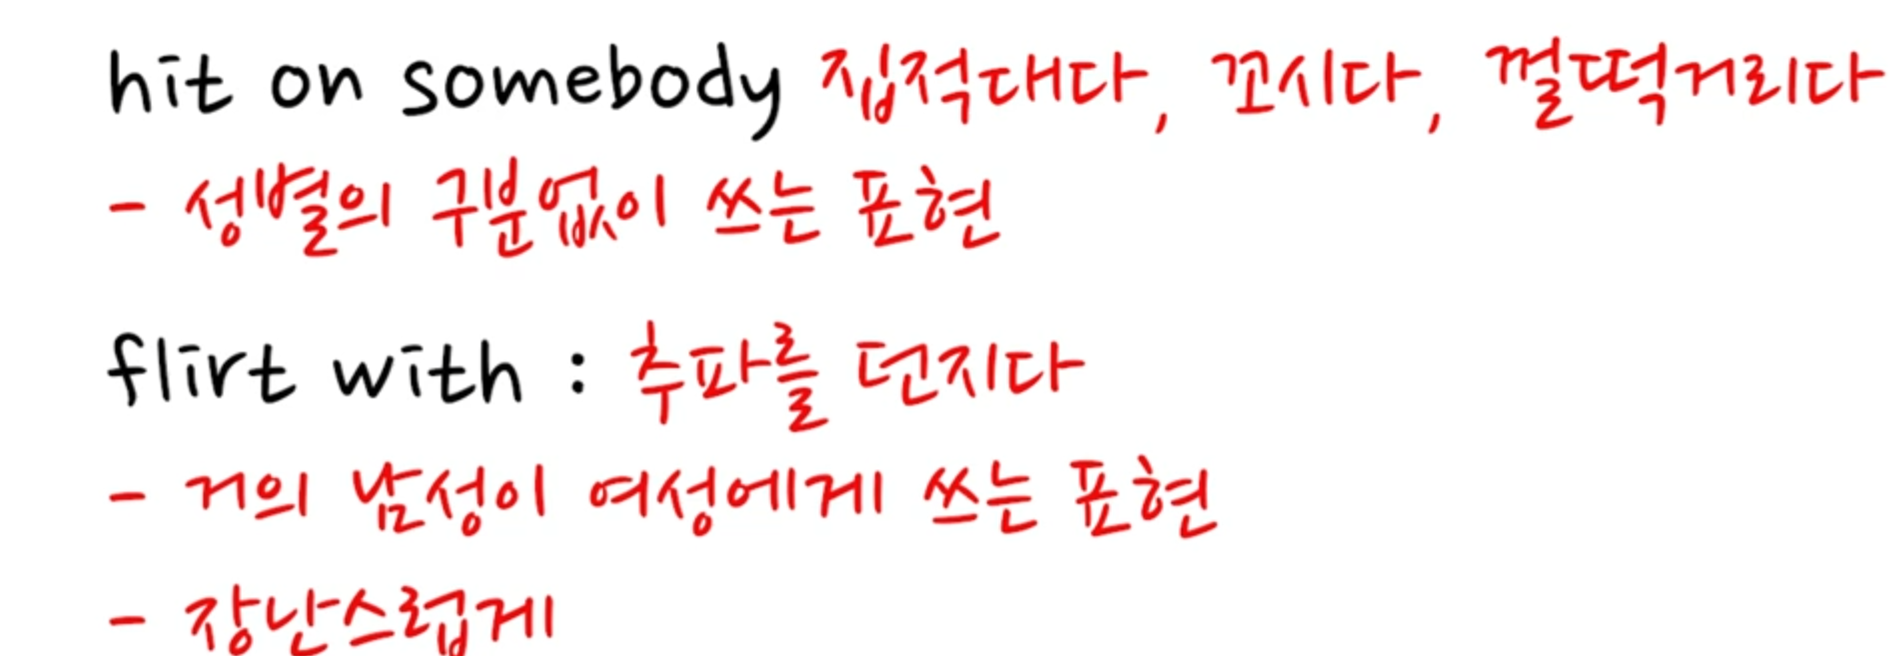 hit on somebody 집적대다, 꼬시다, 껄떡거리다
- 성별의 구분없이 쓰는 표현
flirt with : 추파를 던지다
- 거의 남성이 여성에게 쓰는 표현
- 장난스럽게